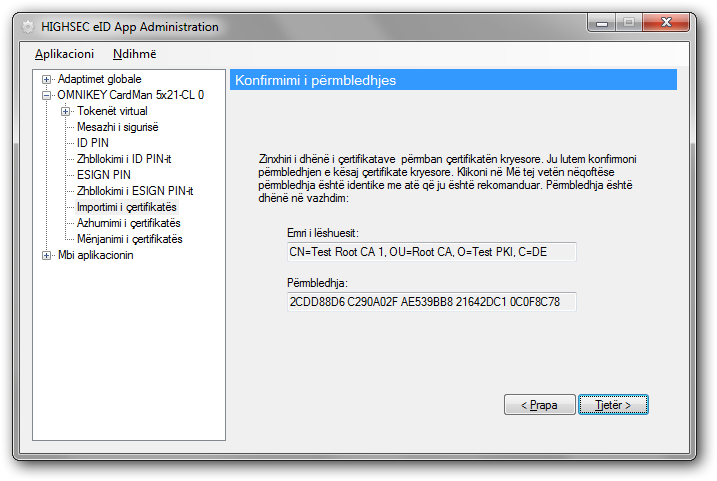 HIGHSEC eID App Administration
Aplikacioni Ndihmë
Adaptimet globale
OMNIKEY CardMan 5x21-CL 0
Tokenët virtual
Mesazhi i sigurisë
ID PIN
Zhbllokimi i ID PIN-it
ESIGN PIN
Zhbllokimi i ESIGN PIN-it
Importimi i çertifikatës
Azhurnimi i çertifikatës
Mënjanimi i çertifikatës
Mbi aplikacionin
Konfirmimi i përmbledhjes
Zinxhiri i dhënë i çertifikatave përmban çertifikatën kryesore. Ju lutem konfirmoni
përmbledhjen e kësaj çertifikate kryesore. Klikoni në Më tej vetën nëqoftëse
përmbledhja është identike me atë që ju është rekomanduar. Përmbledha është
dhënë në vazhdim:
Emri i lëshuesit:
CN=Test Root CA 1, OU=Root CA, O=Test PKI, C=DE
Përmbledhja:
2CDD88D6 C290A02F AE539BB8 21642DC1 0C0F8C78
< Prapa
Tjetër >